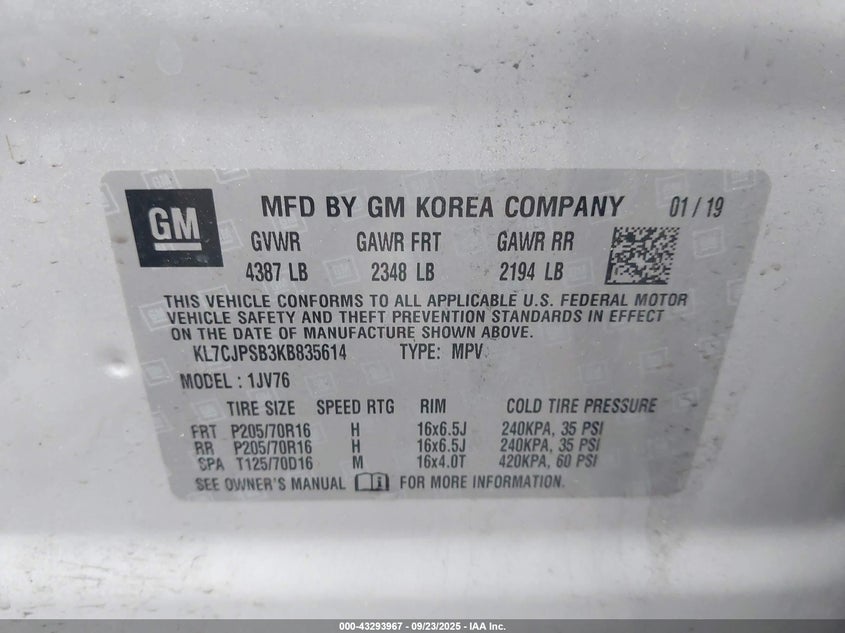 GM
MFD BY GM KOREA COMPANY 01 / 19
GVWR GAWR FRT GAWR RR
4387 LB 2348 LB 2194 LB
THIS VEHICLE CONFORMS TO ALL APPLICABLE U.S. FEDERAL MOTOR
VEHICLE SAFETY AND THEFT PREVENTION STANDARDS IN EFFECT
ON THE DATE OF MANUFACTURE SHOWN ABOVE.
KL7CJPSB3KB835614 TYPE: MPV
MODEL : 1JV76
TIRE SIZE SPEED RTG RIM COLD TIRE PRESSURE
FRT P205/70R16 H 16x6.5J 240KPA, 35 PSI
RR P205/70R16 H 16x6.5J 240KPA, 35 PSI
SPA T125/70D16 M 16x4.0T 420KPA, 60 PSI
SEE OWNER'S MANUAL FOR MORE INFORMATION.
000-43293967 - 09/23/2025 - IAA Inc.